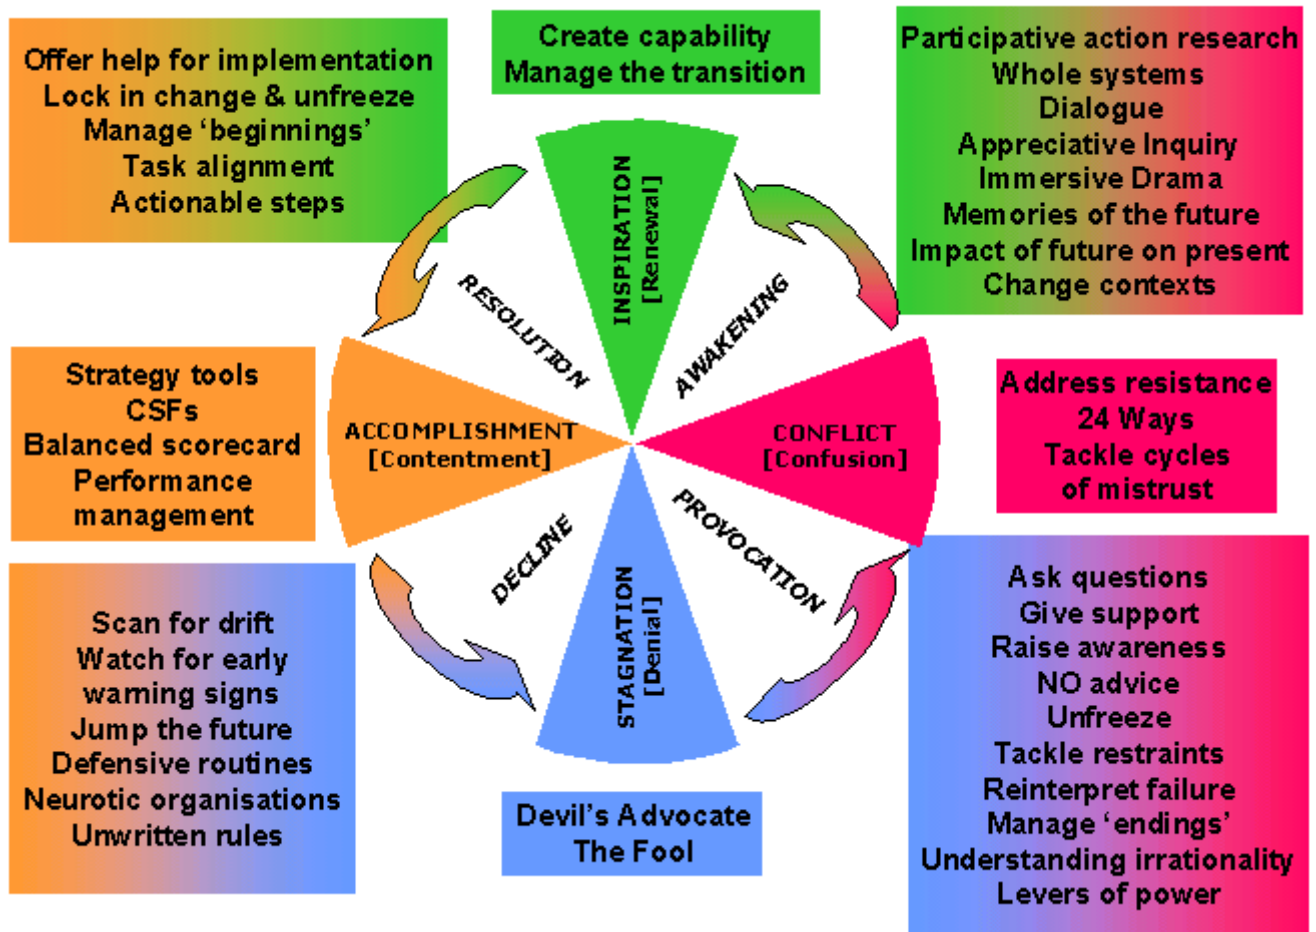 Offer help for implementation
Lock in change & unfreeze
Manage ‘beginnings’
Task alignment
Actionable steps
Create capability
Manage the transition
Participative action research
Whole systems
Dialogue
Appreciative Inquiry
Immersive Drama
Memories of the future
Impact of future on present
Change contexts
INSPIRATION
[Renewal]
RESOLUTION
AWAKENING
Strategy tools
CSFs
Balanced scorecard
Performance
management
ACCOMPLISHMENT
[Contentment]
CONFLICT
[Confusion]
Address resistance
24 Ways
Tackle cycles
of mistrust
DECLINE
PROVOCATION
STAGNATION
[Denial]
Scan for drift
Watch for early
warning signs
Jump the future
Defensive routines
Neurotic organisations
Unwritten rules
Devil’s Advocate
The Fool
Ask questions
Give support
Raise awareness
NO advice
Unfreeze
Tackle restraints
Reinterpret failure
Manage ‘endings’
Understanding irrationality
Levers of power